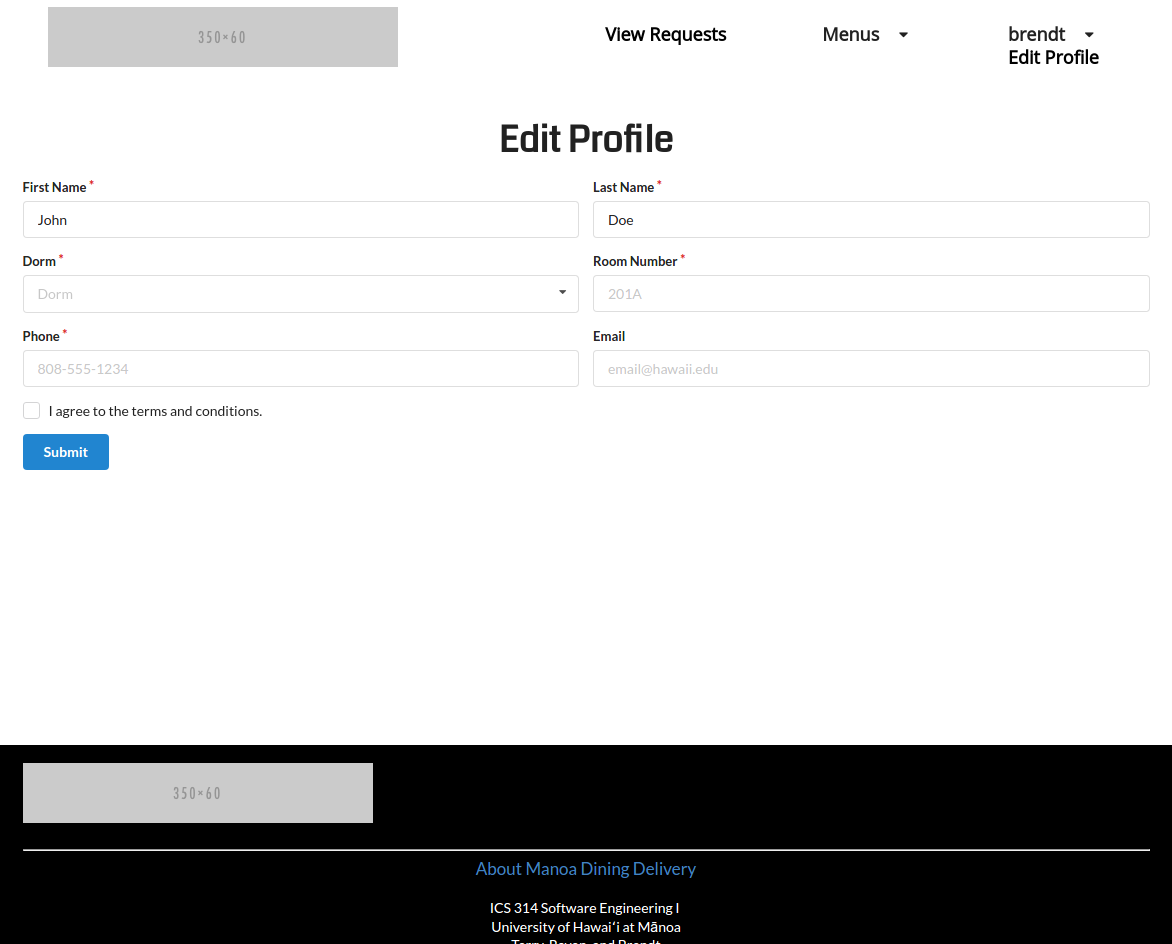 350×60
View Requests
Menus
brendt
Edit Profile
Edit Profile
First Name *
Last Name *
John
Doe
Dorm *
Room Number *
Dorm
201A
Phone *
Email
808-555-1234
email@hawaii.edu
I agree to the terms and conditions.
Submit
350×60
About Manoa Dining Delivery
ICS 314 Software Engineering I
University of Hawaiʻi at Mānoa
and Brendt